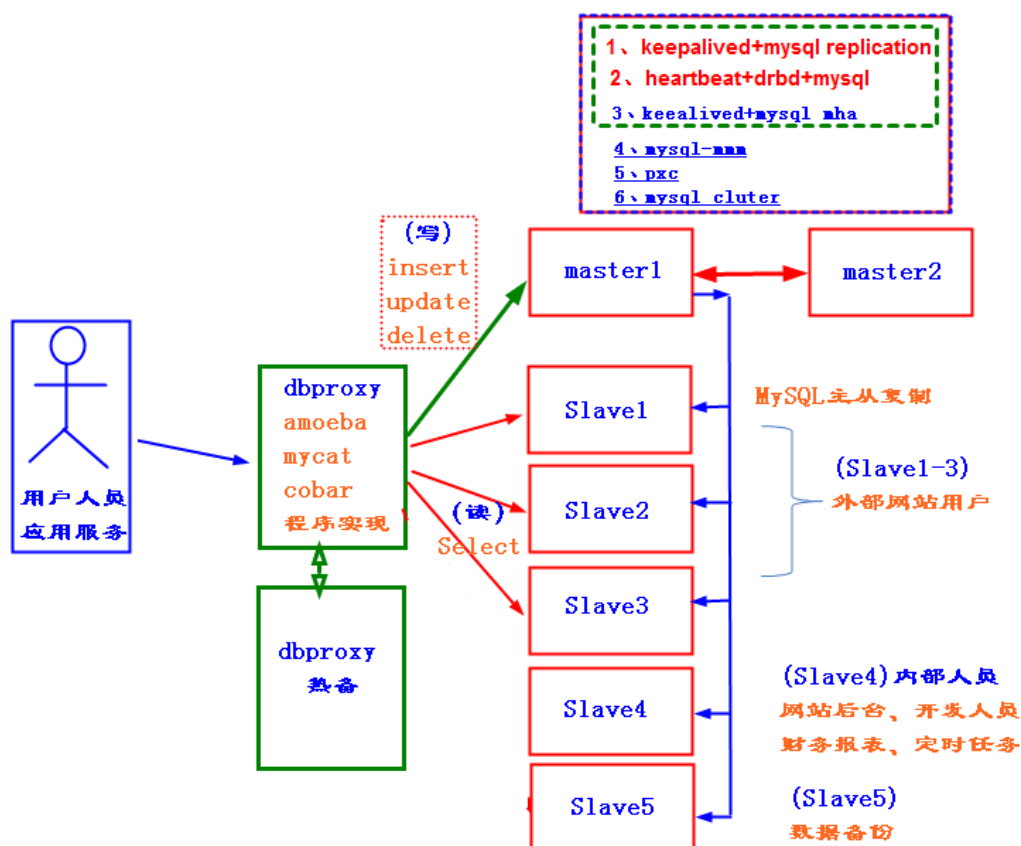 1、keepalived+mysql replication
2、heartbeat+drbd+mysql
3、keealived+mysql mha
4、mysql-mmm
5、pxc
6、mysql cluter
(写)
insert
update
delete
master1
master2
用户人员
应用服务
dbproxy
amoeba
mycat
cobar
程序实现
(读)
Select
dbproxy
热备
Slave1
Slave2
Slave3
Slave4
Slave5
MySQL主从复制
(Slave1-3)
外部网站用户
(Slave4)内部人员
网站后台、开发人员
财务报表、定时任务
(Slave5)
数据备份